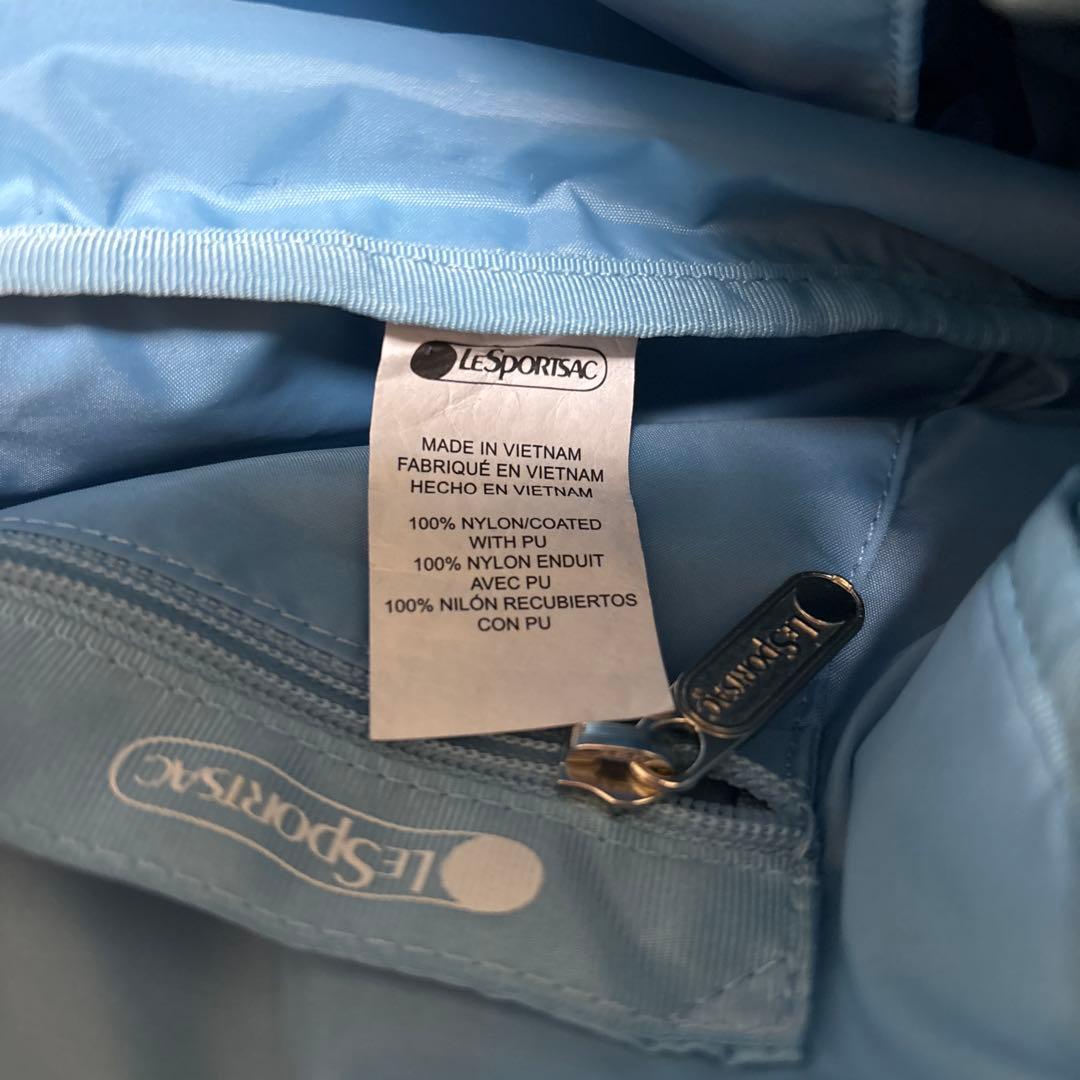 LESPORTSAC
MADE IN VIETNAM
FABRIQUÉ EN VIETNAM
HECHO EN VIETNAM
100% NYLON/COATED
WITH PU
100% NYLON ENDUIT
AVEC PU
100% NILÓN RECUBIERTOS
CON PU
LESPORTSAC
LESPORTSAC